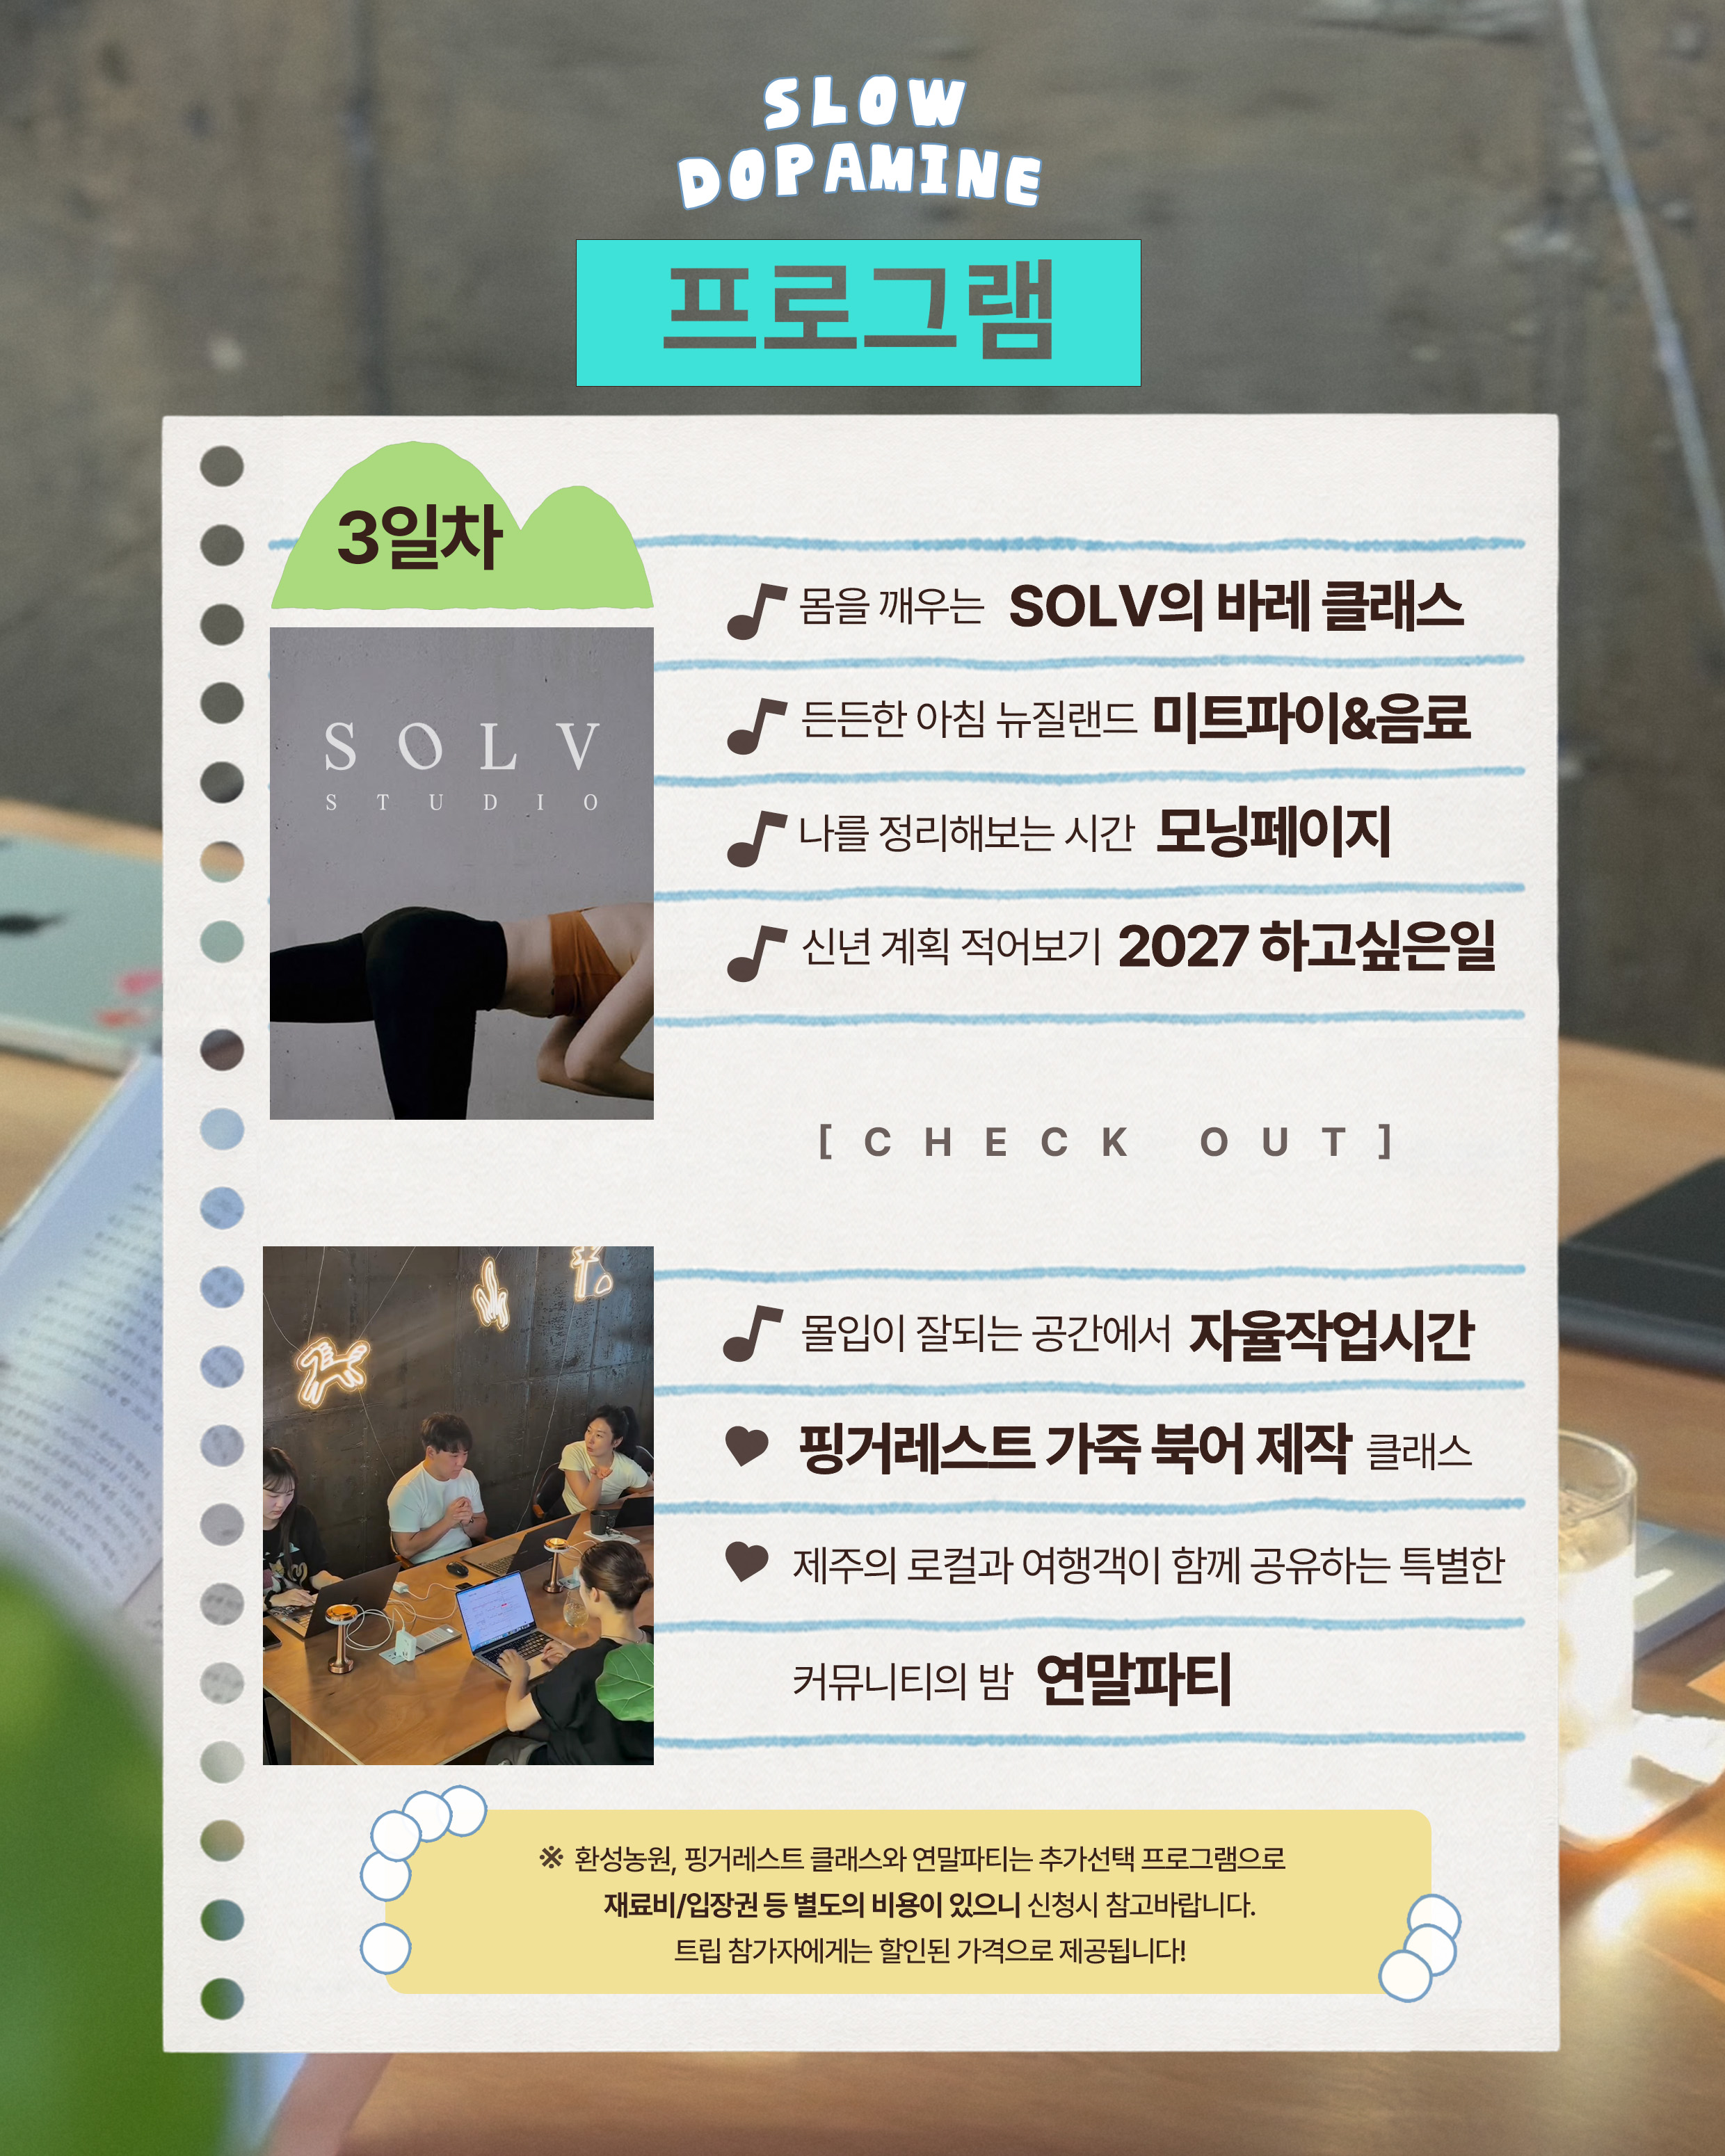 SLOW
DOPAMINE
프로그램
3일차
SOLV
STUDIO
몸을 깨우는 SOLV의 바레 클래스
든든한 아침 뉴질랜드 미트파이&음료
나를 정리해보는 시간 모닝페이지
신년 계획 적어보기 2027 하고싶은일
[CHECK OUT]
몰입이 잘되는 공간에서 자율작업시간
핑거레스트 가죽 북어 제작 클래스
제주의 로컬과 여행객이 함께 공유하는 특별한
커뮤니티의 밤 연말파티
※ 환성농원, 핑거레스트 클래스와 연말파티는 추가선택 프로그램으로
재료비/입장권 등 별도의 비용이 있으니 신청시 참고바랍니다.
트립 참가자에게는 할인된 가격으로 제공됩니다!